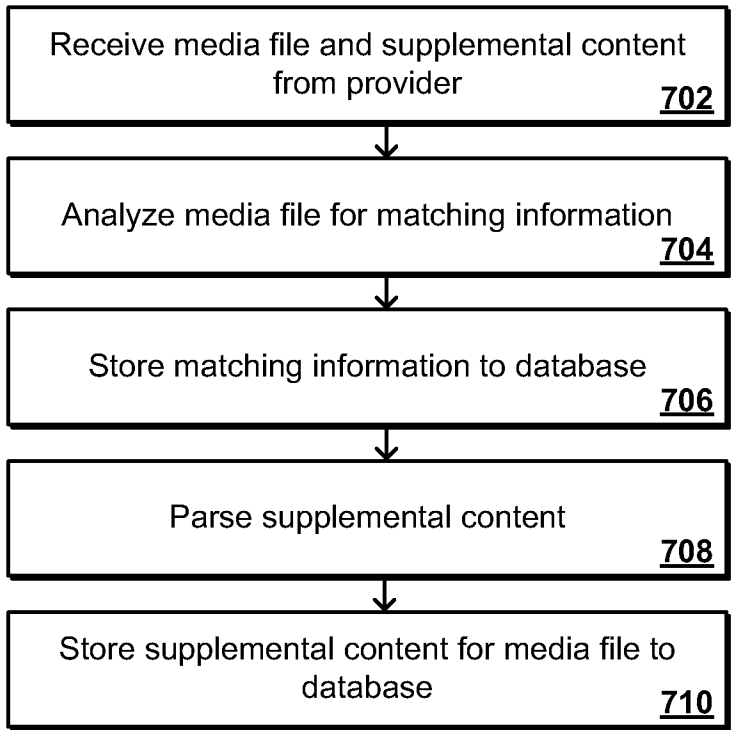 Receive media file and supplemental content
from provider
702
Analyze media file for matching information
704
Store matching information to database
706
Parse supplemental content
708
Store supplemental content for media file to
database
710